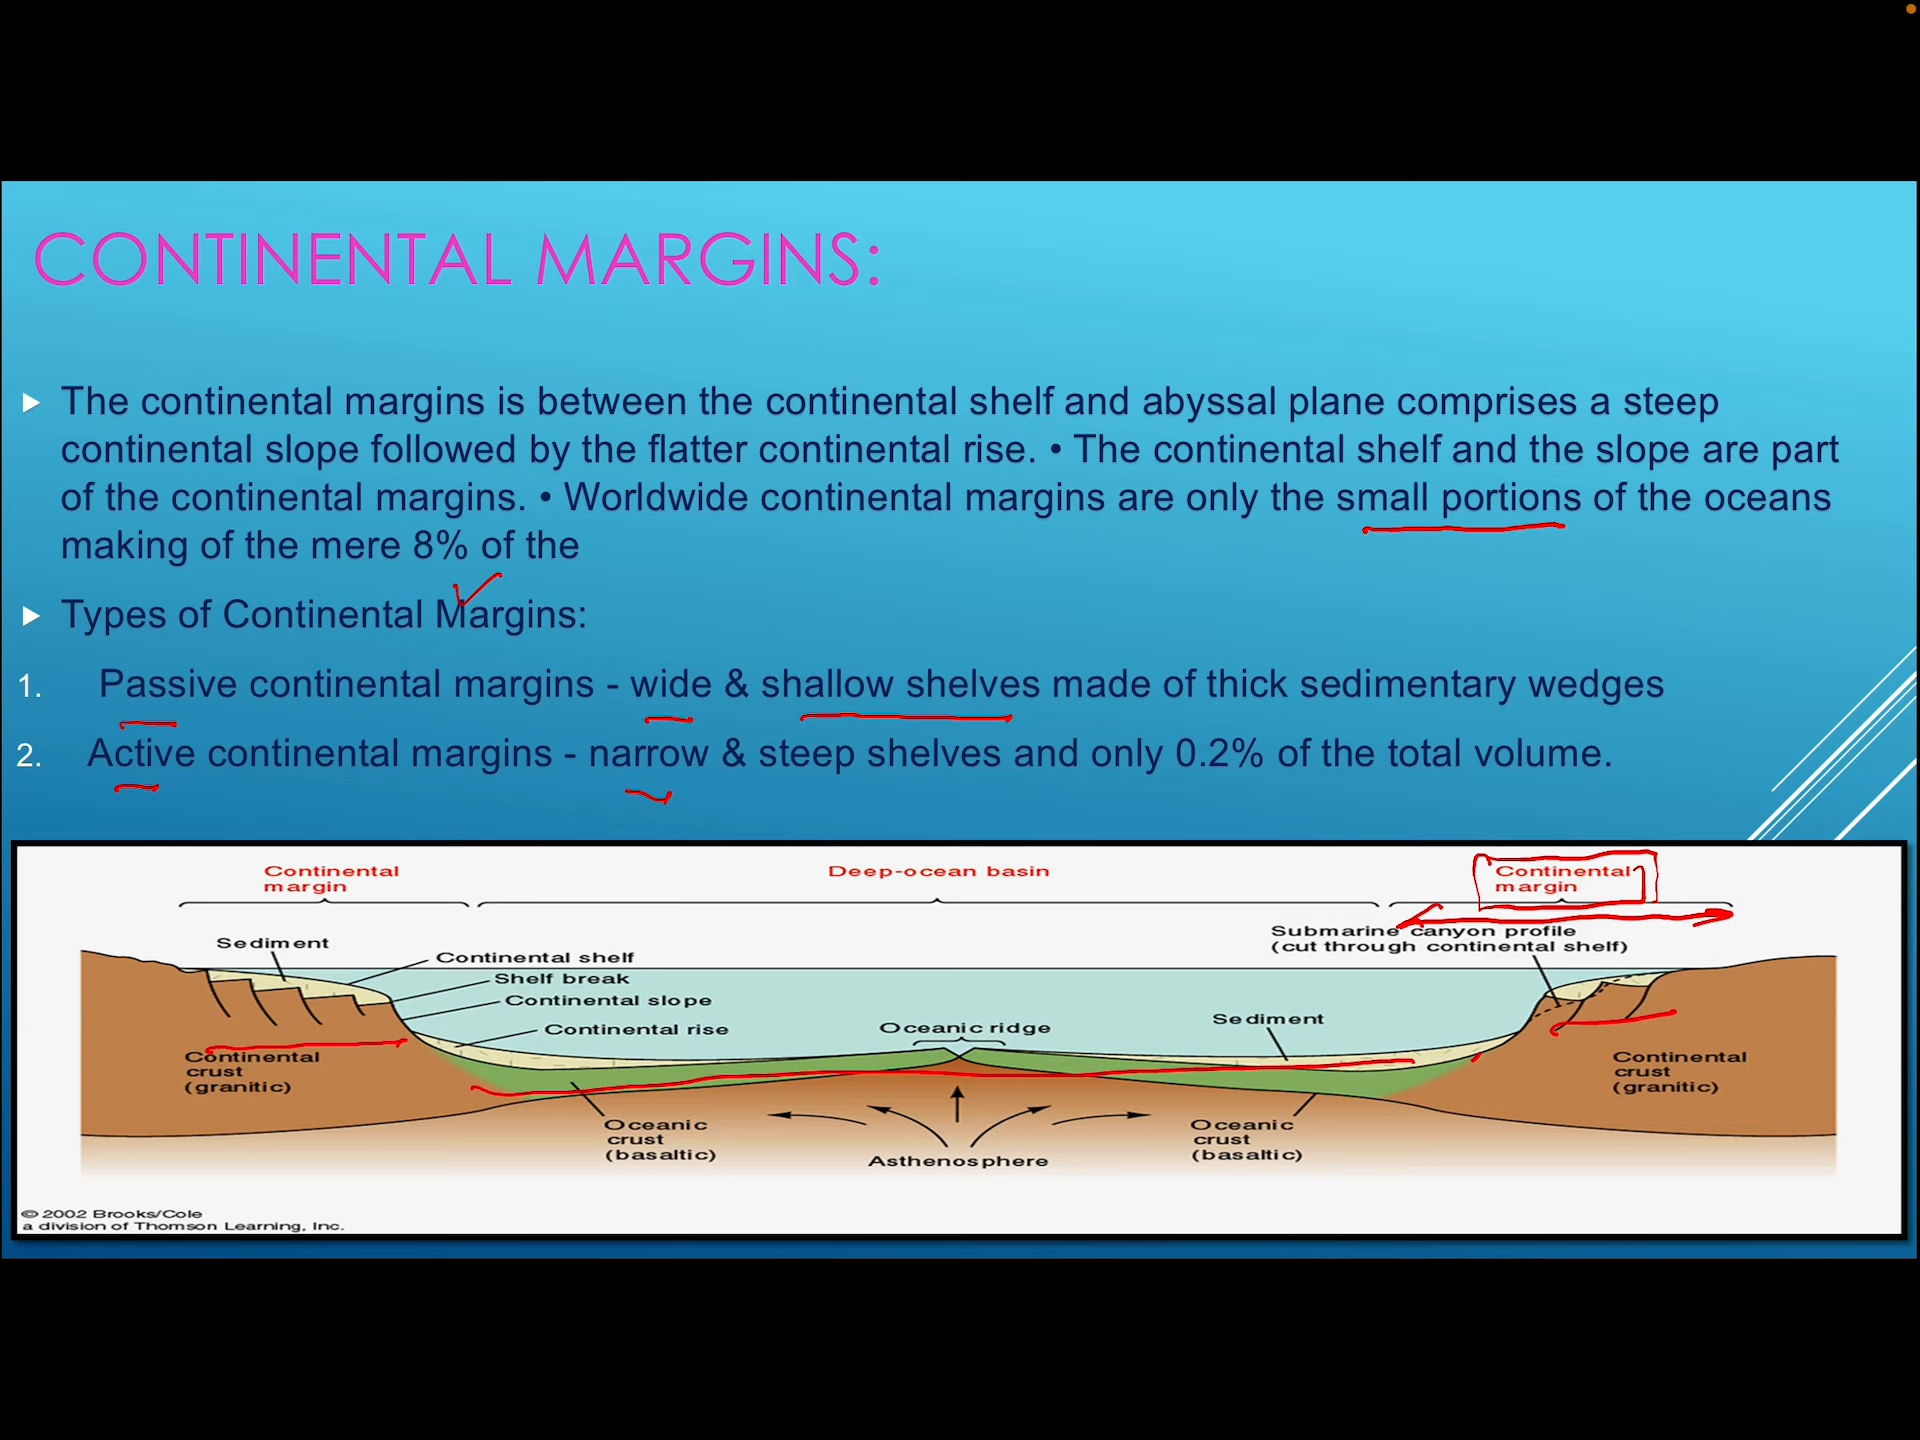 CONTINENTAL MARGINS:
The continental margins is between the continental shelf and abyssal plane comprises a steep
continental slope followed by the flatter continental rise. • The continental shelf and the slope are part
of the continental margins. • Worldwide continental margins are only the small portions of the oceans
making of the mere 8% of the
Types of Continental Margins:
1. Passive continental margins - wide & shallow shelves made of thick sedimentary wedges
2. Active continental margins - narrow & steep shelves and only 0.2% of the total volume.
Continental
margin
Deep-ocean basin
Continental
margin
Submarine canyon profile
(cut through continental shelf)
Sediment
Continental shelf
Shelf break
Continental slope
Continental rise
Oceanic ridge
Sediment
Continental
crust
(granitic)
Continental
crust
(granitic)
Oceanic
crust
(basaltic)
Asthenosphere
Oceanic
crust
(basaltic)
© 2002 Brooks/Cole
a division of Thomson Learning, Inc.